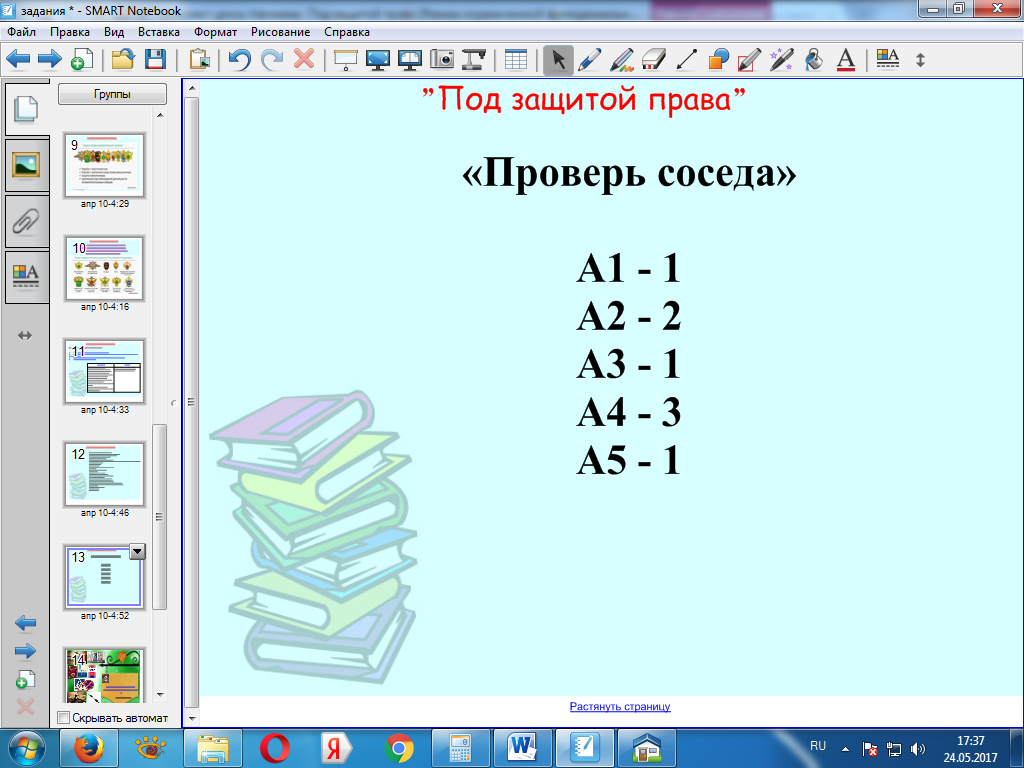 задания * - SMART Notebook
Файл Правка Вид Вставка Формат Рисование Справка
Группы
9
апр 10-4:29
10
апр 10-4:16
11
апр 10-4:33
12
апр 10-4:46
13
апр 10-4:52
14
Скрывать автомат
"Под защитой права"
«Проверь соседа»
А1 - 1
А2 - 2
А3 - 1
А4 - 3
А5 - 1
Растянуть страницу
RU
17:37
24.05.2017